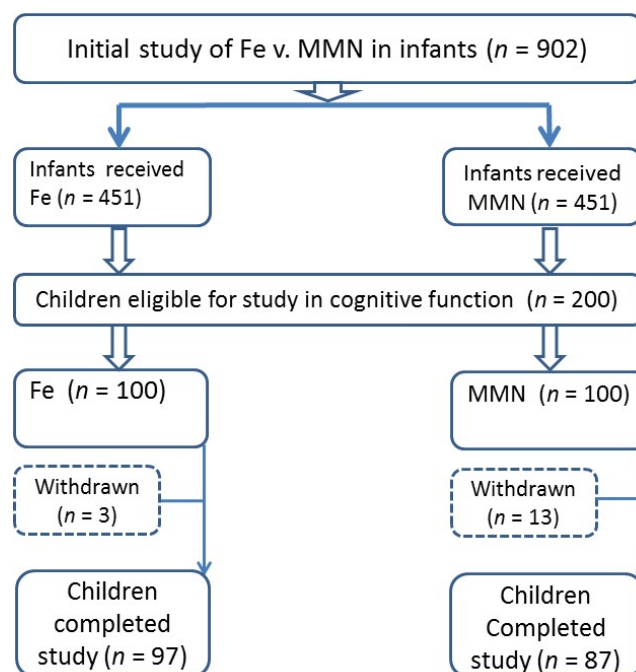 Initial study of Fe v. MMN in infants (n = 902)
Infants received
Fe (n = 451)
Infants received
MMN (n = 451)
Children eligible for study in cognitive function (n = 200)
Fe (n = 100)
MMN (n = 100)
Withdrawn
(n = 3)
Withdrawn
(n = 13)
Children
completed
study (n = 97)
Children
Completed
study (n = 87)